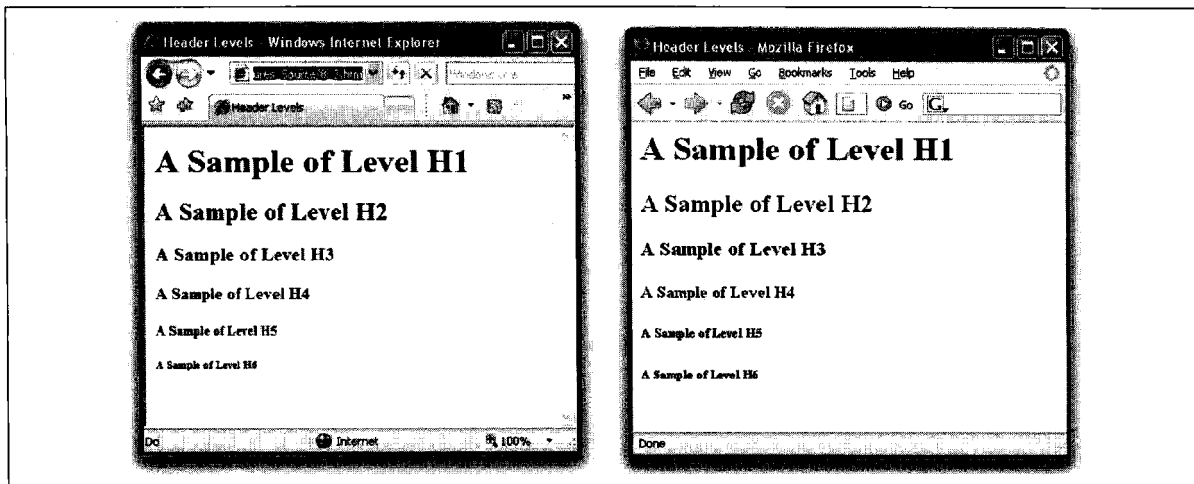 Header Levels - Windows Internet Explorer
Header Levels
A Sample of Level H1
A Sample of Level H2
A Sample of Level H3
A Sample of Level H4
A Sample of Level H5
A Sample of Level H6
Do
Internet
100%
Header Levels - Mozilla Firefox
File Edit View Go Bookmarks Tools Help
Go
G
A Sample of Level H1
A Sample of Level H2
A Sample of Level H3
A Sample of Level H4
A Sample of Level H5
A Sample of Level H6
Done